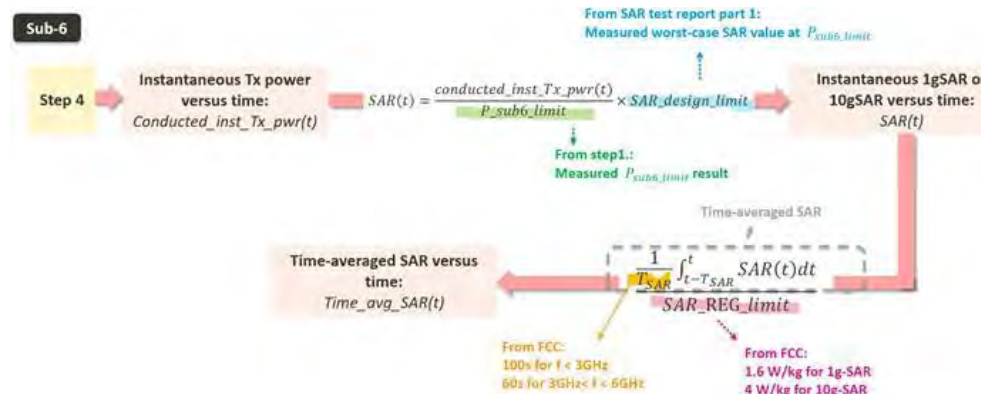 Sub-6
From SAR test report part 1:
Measured worst-case SAR value at P_sub6_limit
Step 4
Instantaneous Tx power
versus time:
Conducted_inst_Tx_pwr(t)
SAR(t) = conducted_inst_Tx_pwr(t) / P_sub6_limit × SAR_design_limit
Instantaneous 1gSAR o
10gSAR versus time:
SAR(t)
From step1.:
Measured P_sub6_limit result
Time-averaged SAR
Time-averaged SAR versus
time:
Time_avg_SAR(t)
1/T_SAR ∫_{t-T_SAR}^{t} SAR(t)dt
SAR_REG_limit
From FCC:
100s for f < 3GHz
60s for 3GHz< f < 6GHz
From FCC:
1.6 W/kg for 1g-SAR
4 W/kg for 10g-SAR